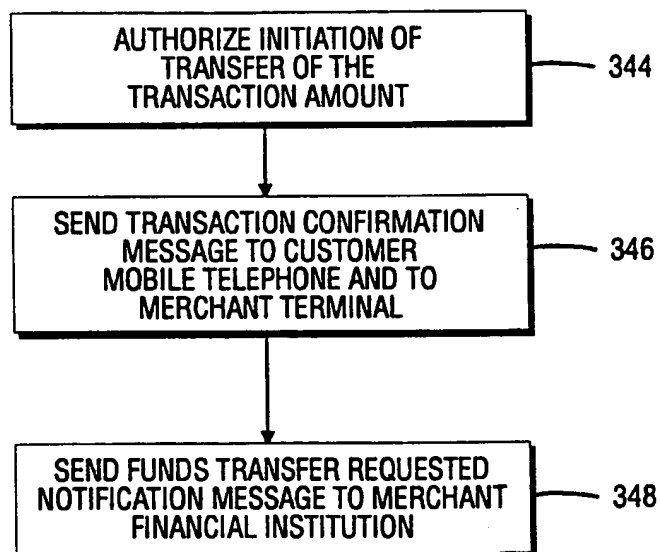 AUTHORIZE INITIATION OF
TRANSFER OF THE
TRANSACTION AMOUNT
344
SEND TRANSACTION CONFIRMATION
MESSAGE TO CUSTOMER
MOBILE TELEPHONE AND TO
MERCHANT TERMINAL
346
SEND FUNDS TRANSFER REQUESTED
NOTIFICATION MESSAGE TO MERCHANT
FINANCIAL INSTITUTION
348